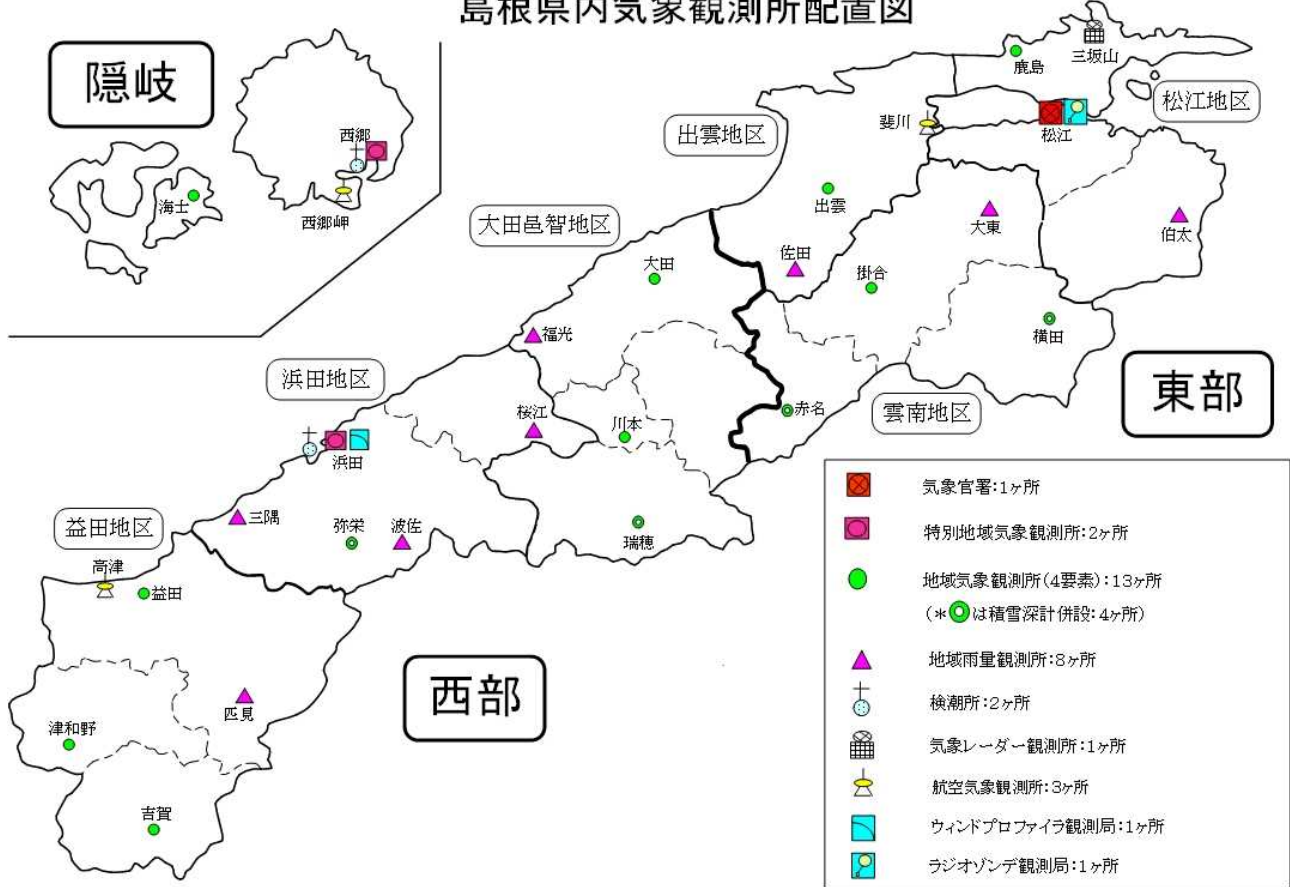 島根県内気象観測所配置図
隠岐
西郷
海士
西郷岬
鹿島
三坂山
松江地区
斐川
松江
出雲地区
出雲
大東
伯太
大田邑智地区
佐田
大田
掛合
横田
福光
東部
浜田地区
桜江
川本
赤名
雲南地区
浜田
三隅
弥栄
波佐
瑞穂
益田地区
高津
益田
西部
匹見
津和野
吉賀
気象官署:1ヶ所
特別地域気象観測所:2ヶ所
地域気象観測所(4要素):13ヶ所
(*は積雪深計併設:4ヶ所)
地域雨量観測所:8ヶ所
検潮所:2ヶ所
気象レーダー観測所:1ヶ所
航空気象観測所:3ヶ所
ウィンドプロファイラ観測局:1ヶ所
ラジオゾンデ観測局:1ヶ所